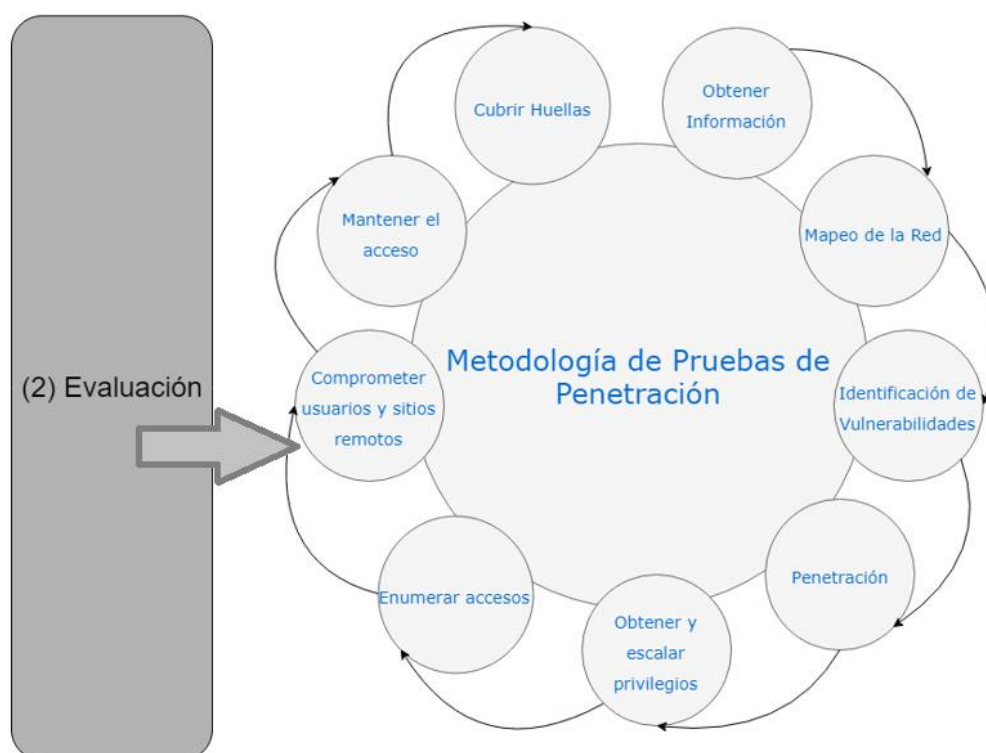 (2) Evaluación
Metodología de Pruebas de
Penetración
Obtener
Información
Mapeo de la Red
Identificación de
Vulnerabilidades
Penetración
Obtener y
escalar
privilegios
Enumerar accesos
Comprometer
usuarios y sitios
remotos
Mantener el
acceso
Cubrir Huellas